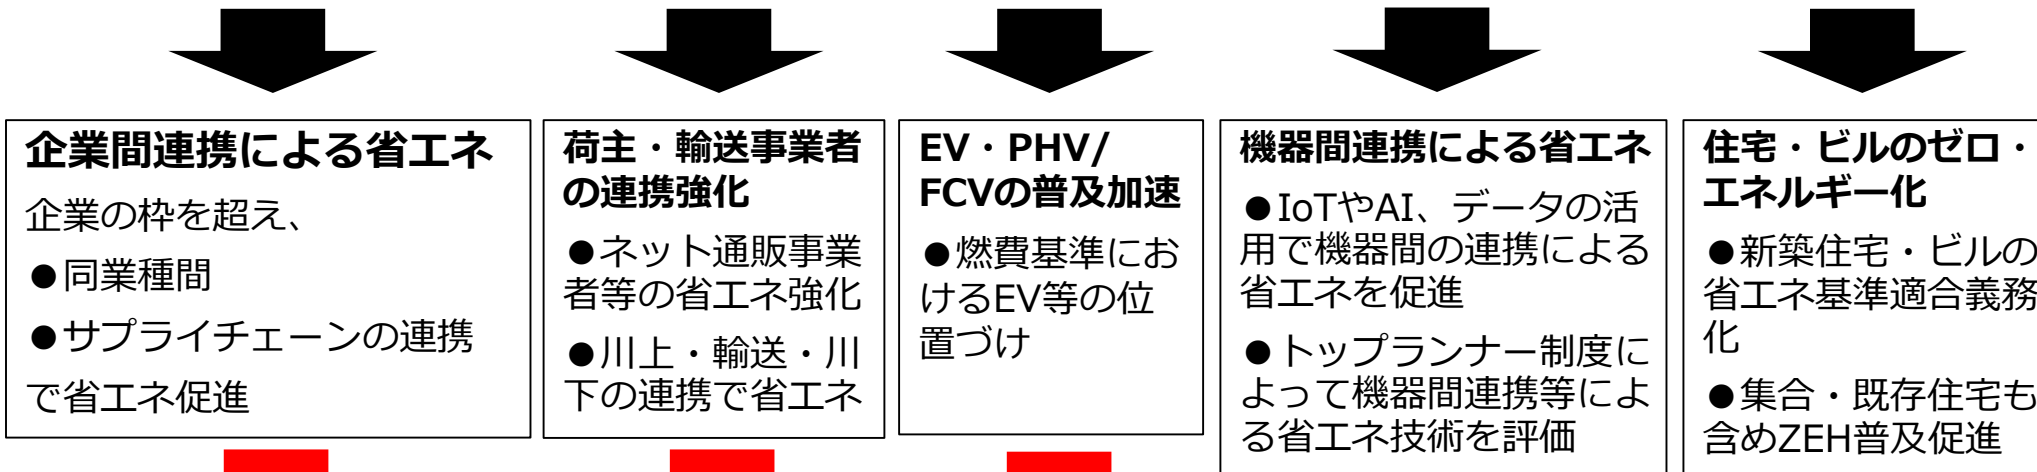 企業間連携による省エネ
企業の枠を超え、
●同業種間
●サプライチェーンの連携
で省エネ促進
荷主・輸送事業者
の連携強化
●ネット通販事業
者等の省エネ強化
●川上・輸送・川
下の連携で省エネ
EV・PHV/
FCVの普及加速
●燃費基準にお
けるEV等の位
置づけ
機器間連携による省エネ
●IoTやAI、データの活
用で機器間の連携による
省エネを促進
●トップランナー制度に
よって機器間連携等によ
る省エネ技術を評価
住宅・ビルのゼロ・
エネルギー化
●新築住宅・ビルの
省エネ基準適合義務
化
●集合・既存住宅も
含めZEH普及促進